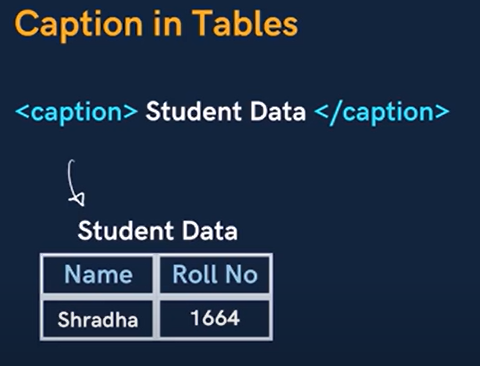 Caption in Tables
<caption> Student Data </caption>
Student Data
Name Roll No
Shradha 1664